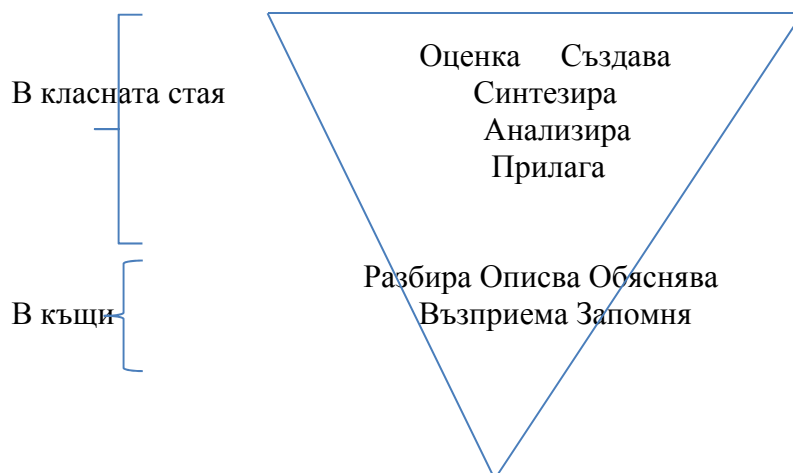 Оценка Създава
В класната стая
Синтезира
Анализира
Прилага
Разбира Описва Обяснява
В къщи
Възприема Запомня